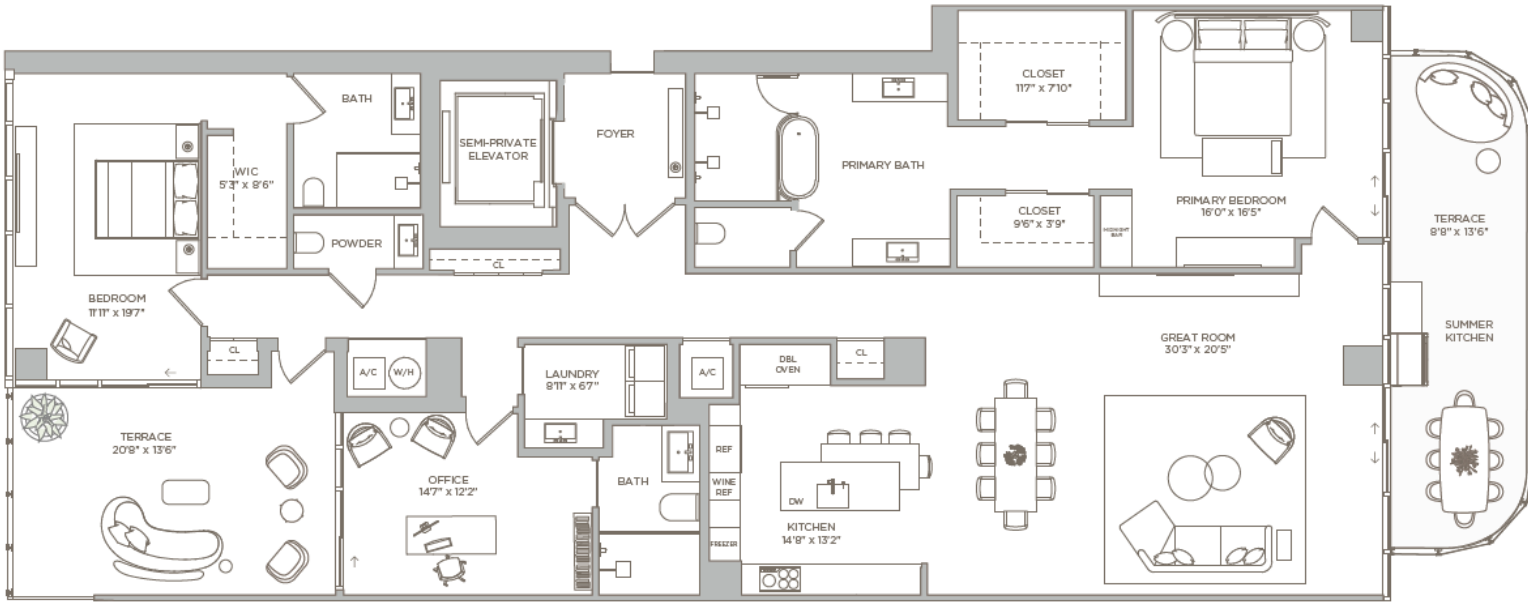 CLOSET
11'7" x 7'10"
BATH
FOYER
SEMI-PRIVATE
ELEVATOR
PRIMARY BATH
WIC
5'3" x 8'6"
PRIMARY BEDROOM
16'0" x 16'5"
CLOSET
9'6" x 3'9"
MIDNIGHT
BAR
TERRACE
8'8" x 13'6"
POWDER
CL
BEDROOM
11'11" x 19'7"
SUMMER
KITCHEN
GREAT ROOM
30'3" x 20'5"
CL
A/C
W/H
LAUNDRY
8'11" x 6'7"
A/C
DBL
OVEN
CL
TERRACE
20'8" x 13'6"
REF
OFFICE
14'7" x 12'2"
BATH
WINE
REF
DW
KITCHEN
14'8" x 13'2"
FREEZER